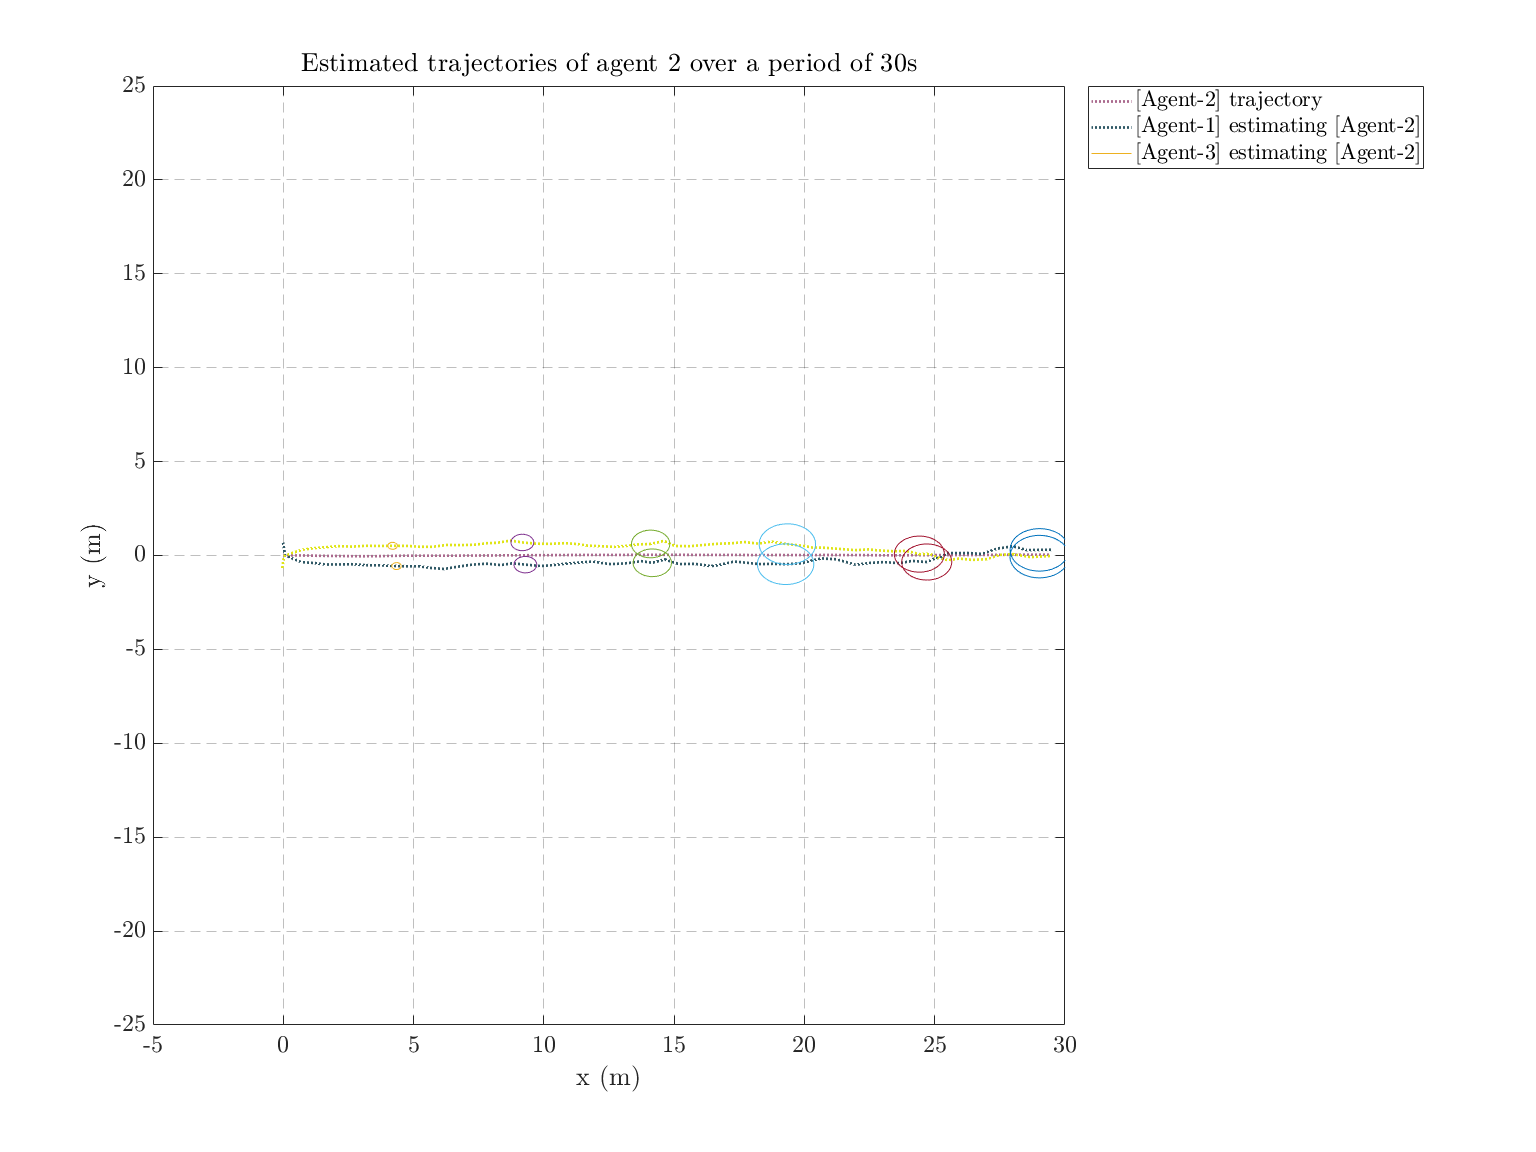 Estimated trajectories of agent 2 over a period of 30s
[Agent-2] trajectory
[Agent-1] estimating [Agent-2]
[Agent-3] estimating [Agent-2]
25
20
15
10
5
0
-5
-10
-15
-20
-25
y (m)
-5 0 5 10 15 20 25 30
x (m)